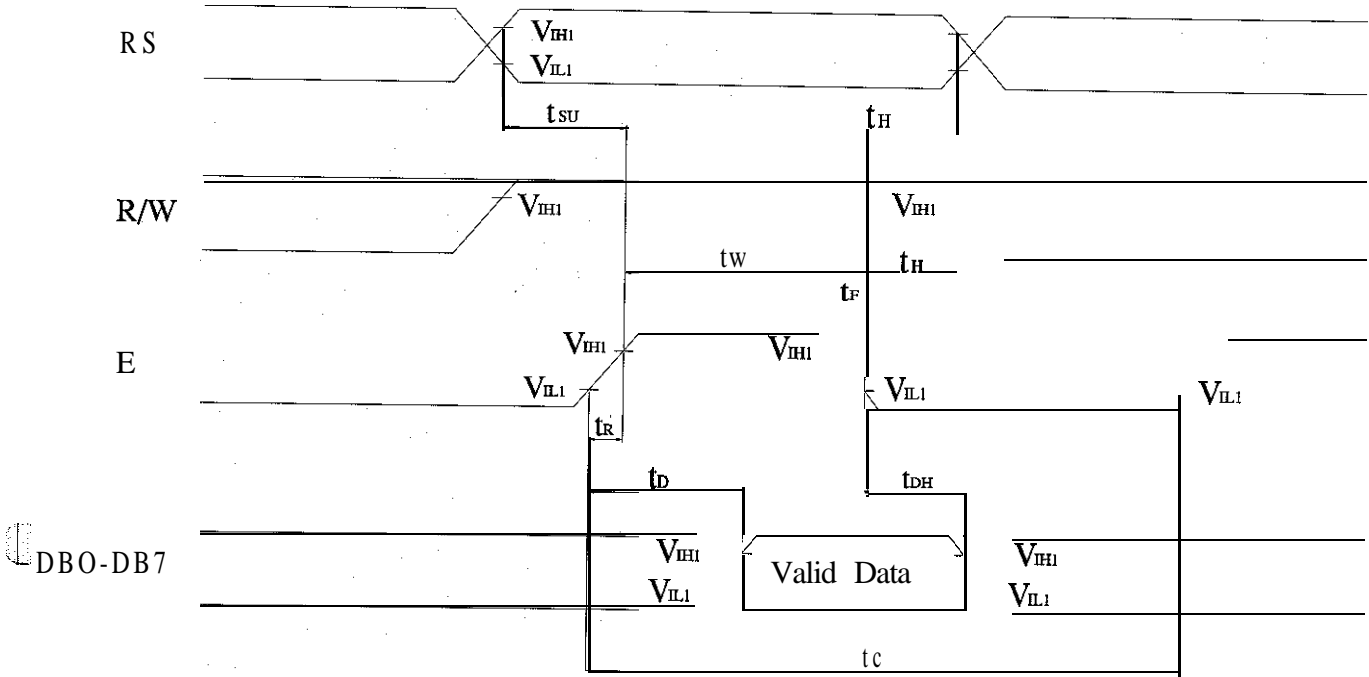 RS
VIH1
VIL1
tSU
tH
R/W
VIH1
VIH1
tW
tH
tF
E
VIH1
VIH1
VIL1
VIL1
VIL1
tR
tD
tDH
DBO-DB7
VIH1
Valid Data
VIH1
VIL1
VIL1
tc